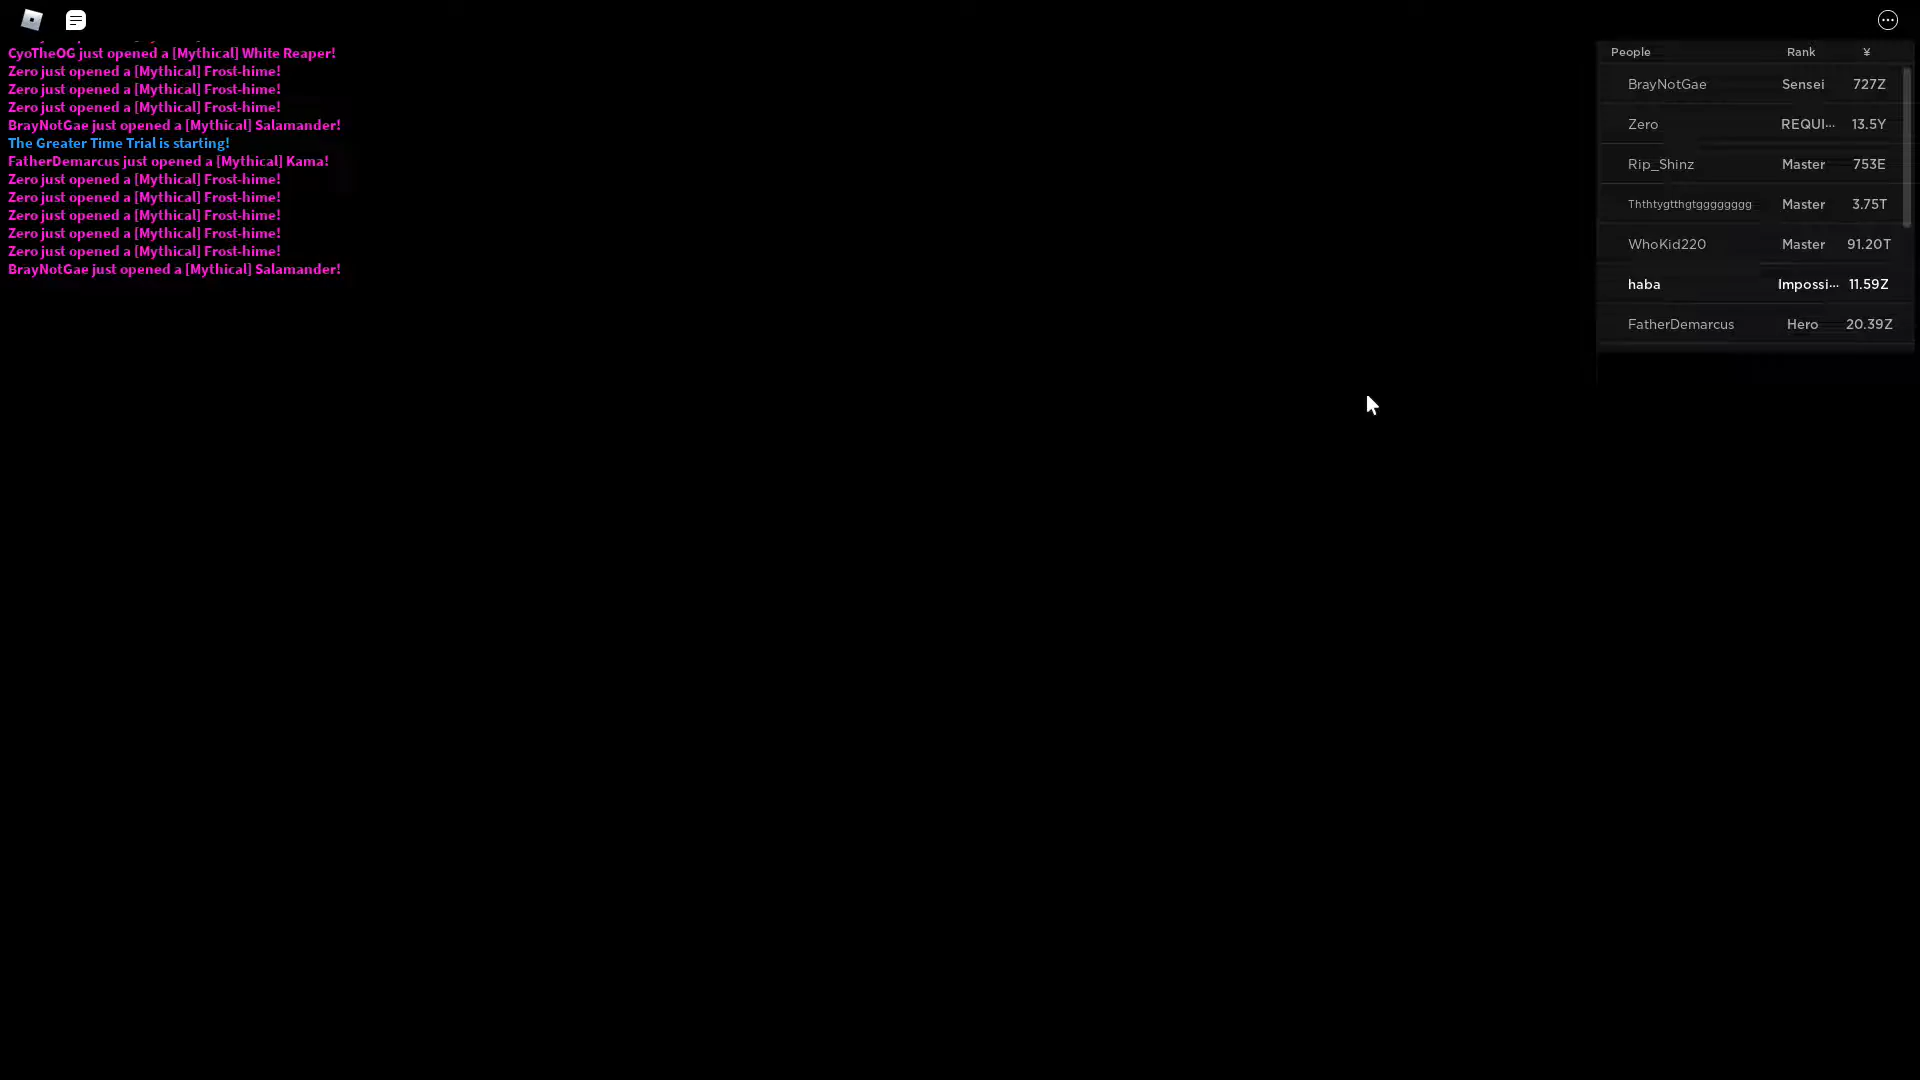 CyoTheOG just opened a [Mythical] White Reaper!
Zero just opened a [Mythical] Frost-hime!
Zero just opened a [Mythical] Frost-hime!
Zero just opened a [Mythical] Frost-hime!
BrayNotGae just opened a [Mythical] Salamander!
The Greater Time Trial is starting!
FatherDemarcus just opened a [Mythical] Kama!
Zero just opened a [Mythical] Frost-hime!
Zero just opened a [Mythical] Frost-hime!
Zero just opened a [Mythical] Frost-hime!
Zero just opened a [Mythical] Frost-hime!
Zero just opened a [Mythical] Frost-hime!
BrayNotGae just opened a [Mythical] Salamander!
People Rank ¥
BrayNotGae Sensei 727Z
Zero REQUI... 13.5Y
Rip_Shinz Master 753E
Ththtygtthgtggggggggg Master 3.75T
WhoKid220 Master 91.20T
haba Impossi... 11.59Z
FatherDemarcus Hero 20.39Z